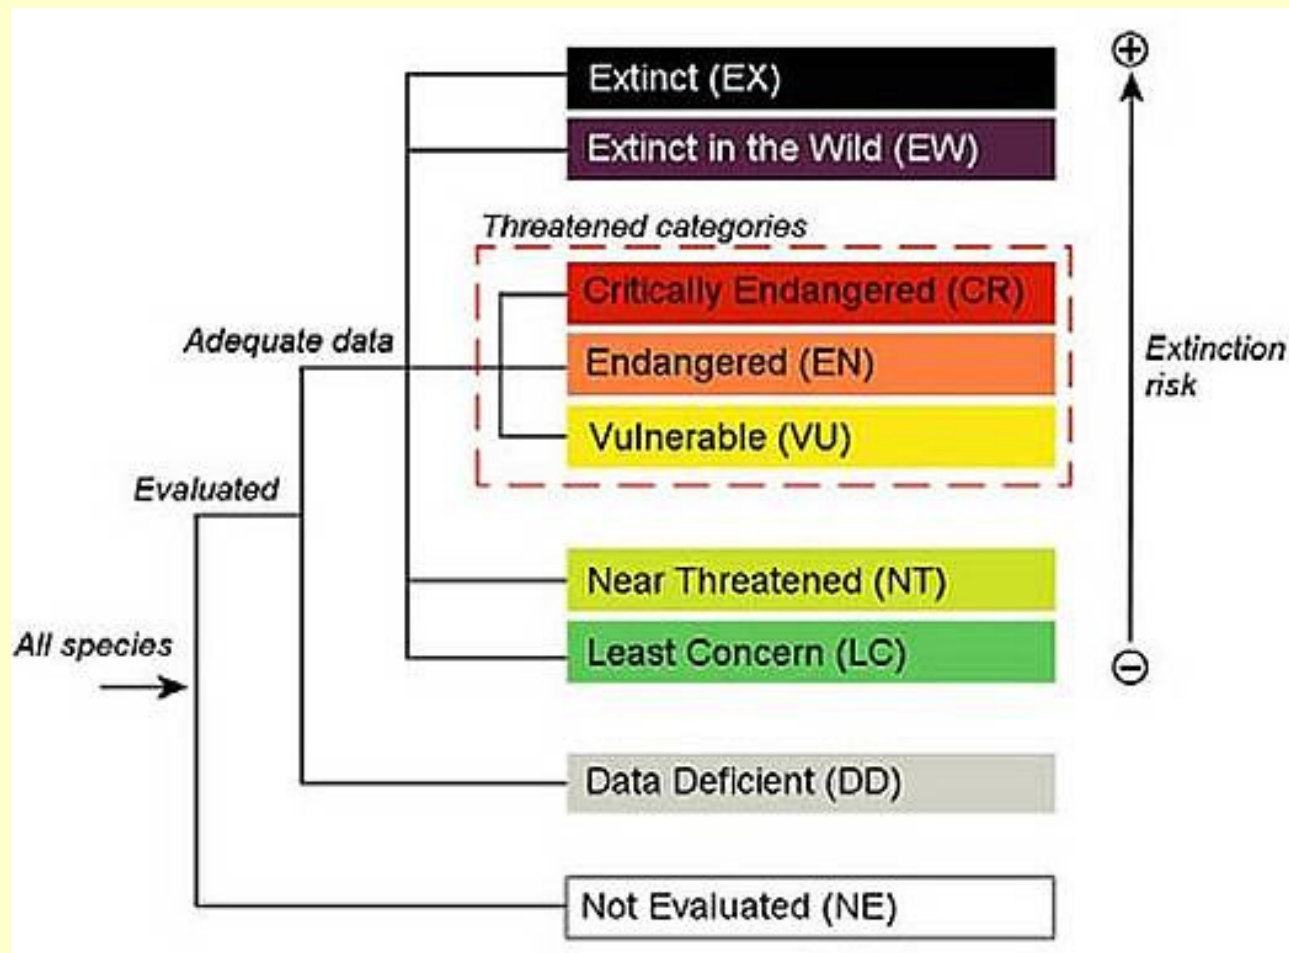 Extinct (EX)
Extinct in the Wild (EW)
Threatened categories
Critically Endangered (CR)
Adequate data
Endangered (EN)
Extinction
risk
Vulnerable (VU)
Evaluated
Near Threatened (NT)
All species
Least Concern (LC)
Data Deficient (DD)
Not Evaluated (NE)